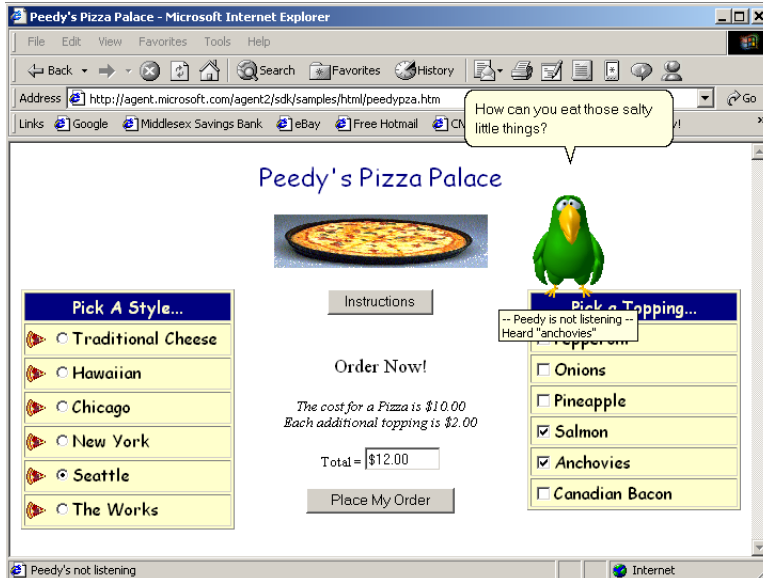 Peedy's Pizza Palace - Microsoft Internet Explorer
File Edit View Favorites Tools Help
Back Search Favorites History
Address http://agent.microsoft.com/agent2/sdk/samples/html/peedypza.htm Go
Links Google Middlesex Savings Bank eBay Free Hotmail
How can you eat those salty
little things?
Peedy's Pizza Palace
Instructions
Pick A Style...
Traditional Cheese
Hawaiian
Chicago
New York
Seattle
The Works
Order Now!
The cost for a Pizza is $10.00
Each additional topping is $2.00
Total = $12.00
Place My Order
Pick a Topping...
-- Peedy is not listening --
Heard "anchovies"
Pepperoni
Onions
Pineapple
Salmon
Anchovies
Canadian Bacon
Peedy's not listening Internet